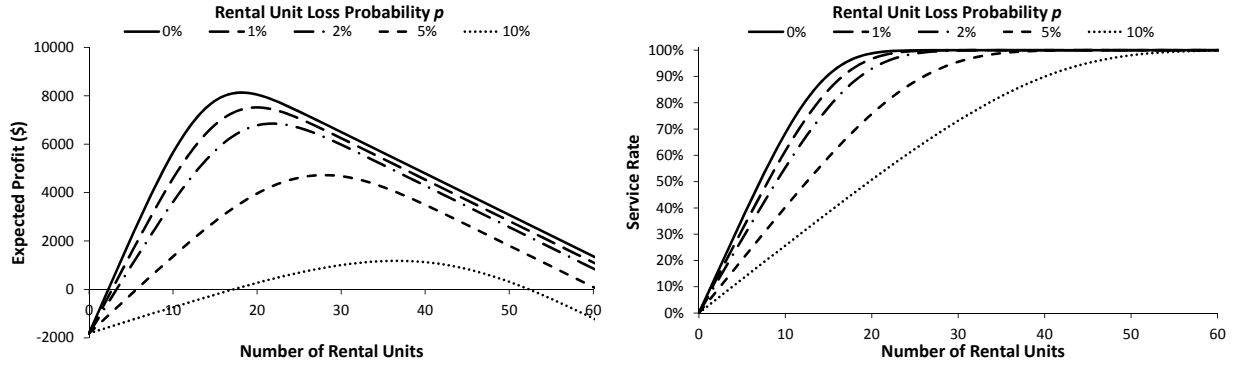 Rental Unit Loss Probability p
0% 1% 2% 5% 10%
10000
8000
6000
4000
2000
0
-2000
Expected Profit ($)
0 10 20 30 40 50 60
Number of Rental Units
Rental Unit Loss Probability p
0% 1% 2% 5% 10%
100%
90%
80%
70%
60%
50%
40%
30%
20%
10%
0%
Service Rate
0 10 20 30 40 50 60
Number of Rental Units